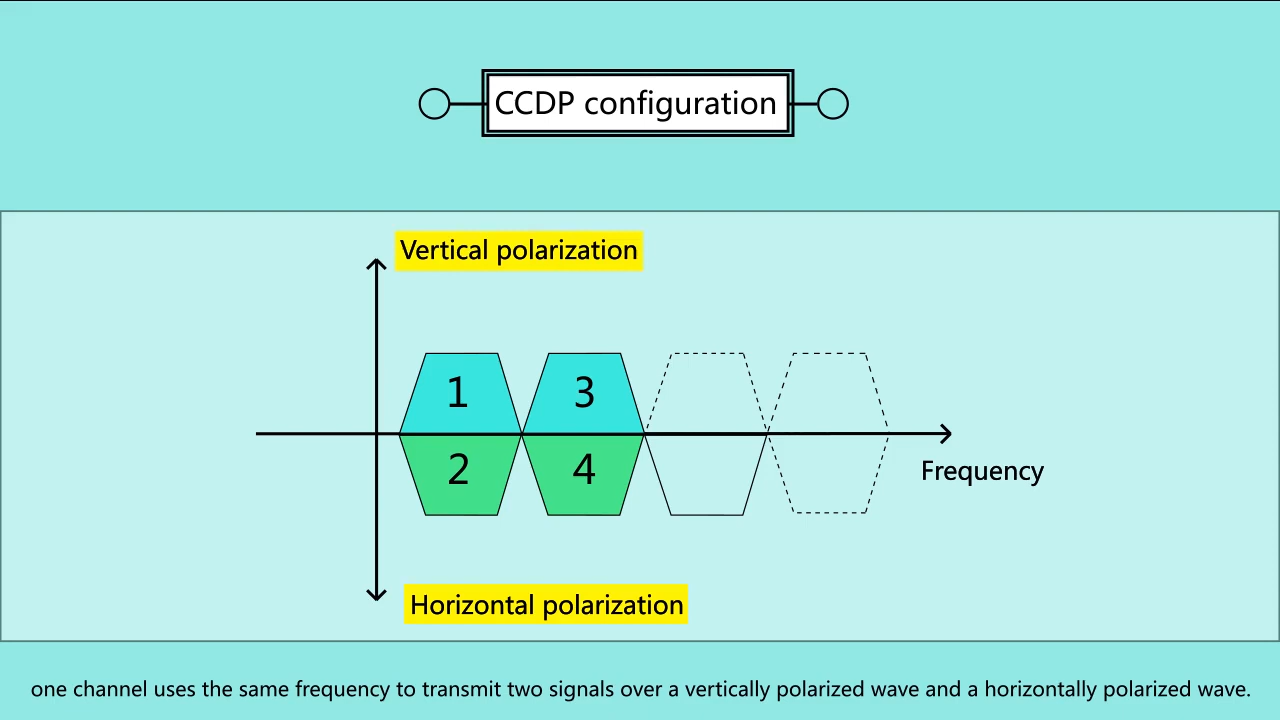 CCDP configuration
Vertical polarization
1 3
2 4
Frequency
Horizontal polarization
one channel uses the same frequency to transmit two signals over a vertically polarized wave and a horizontally polarized wave.